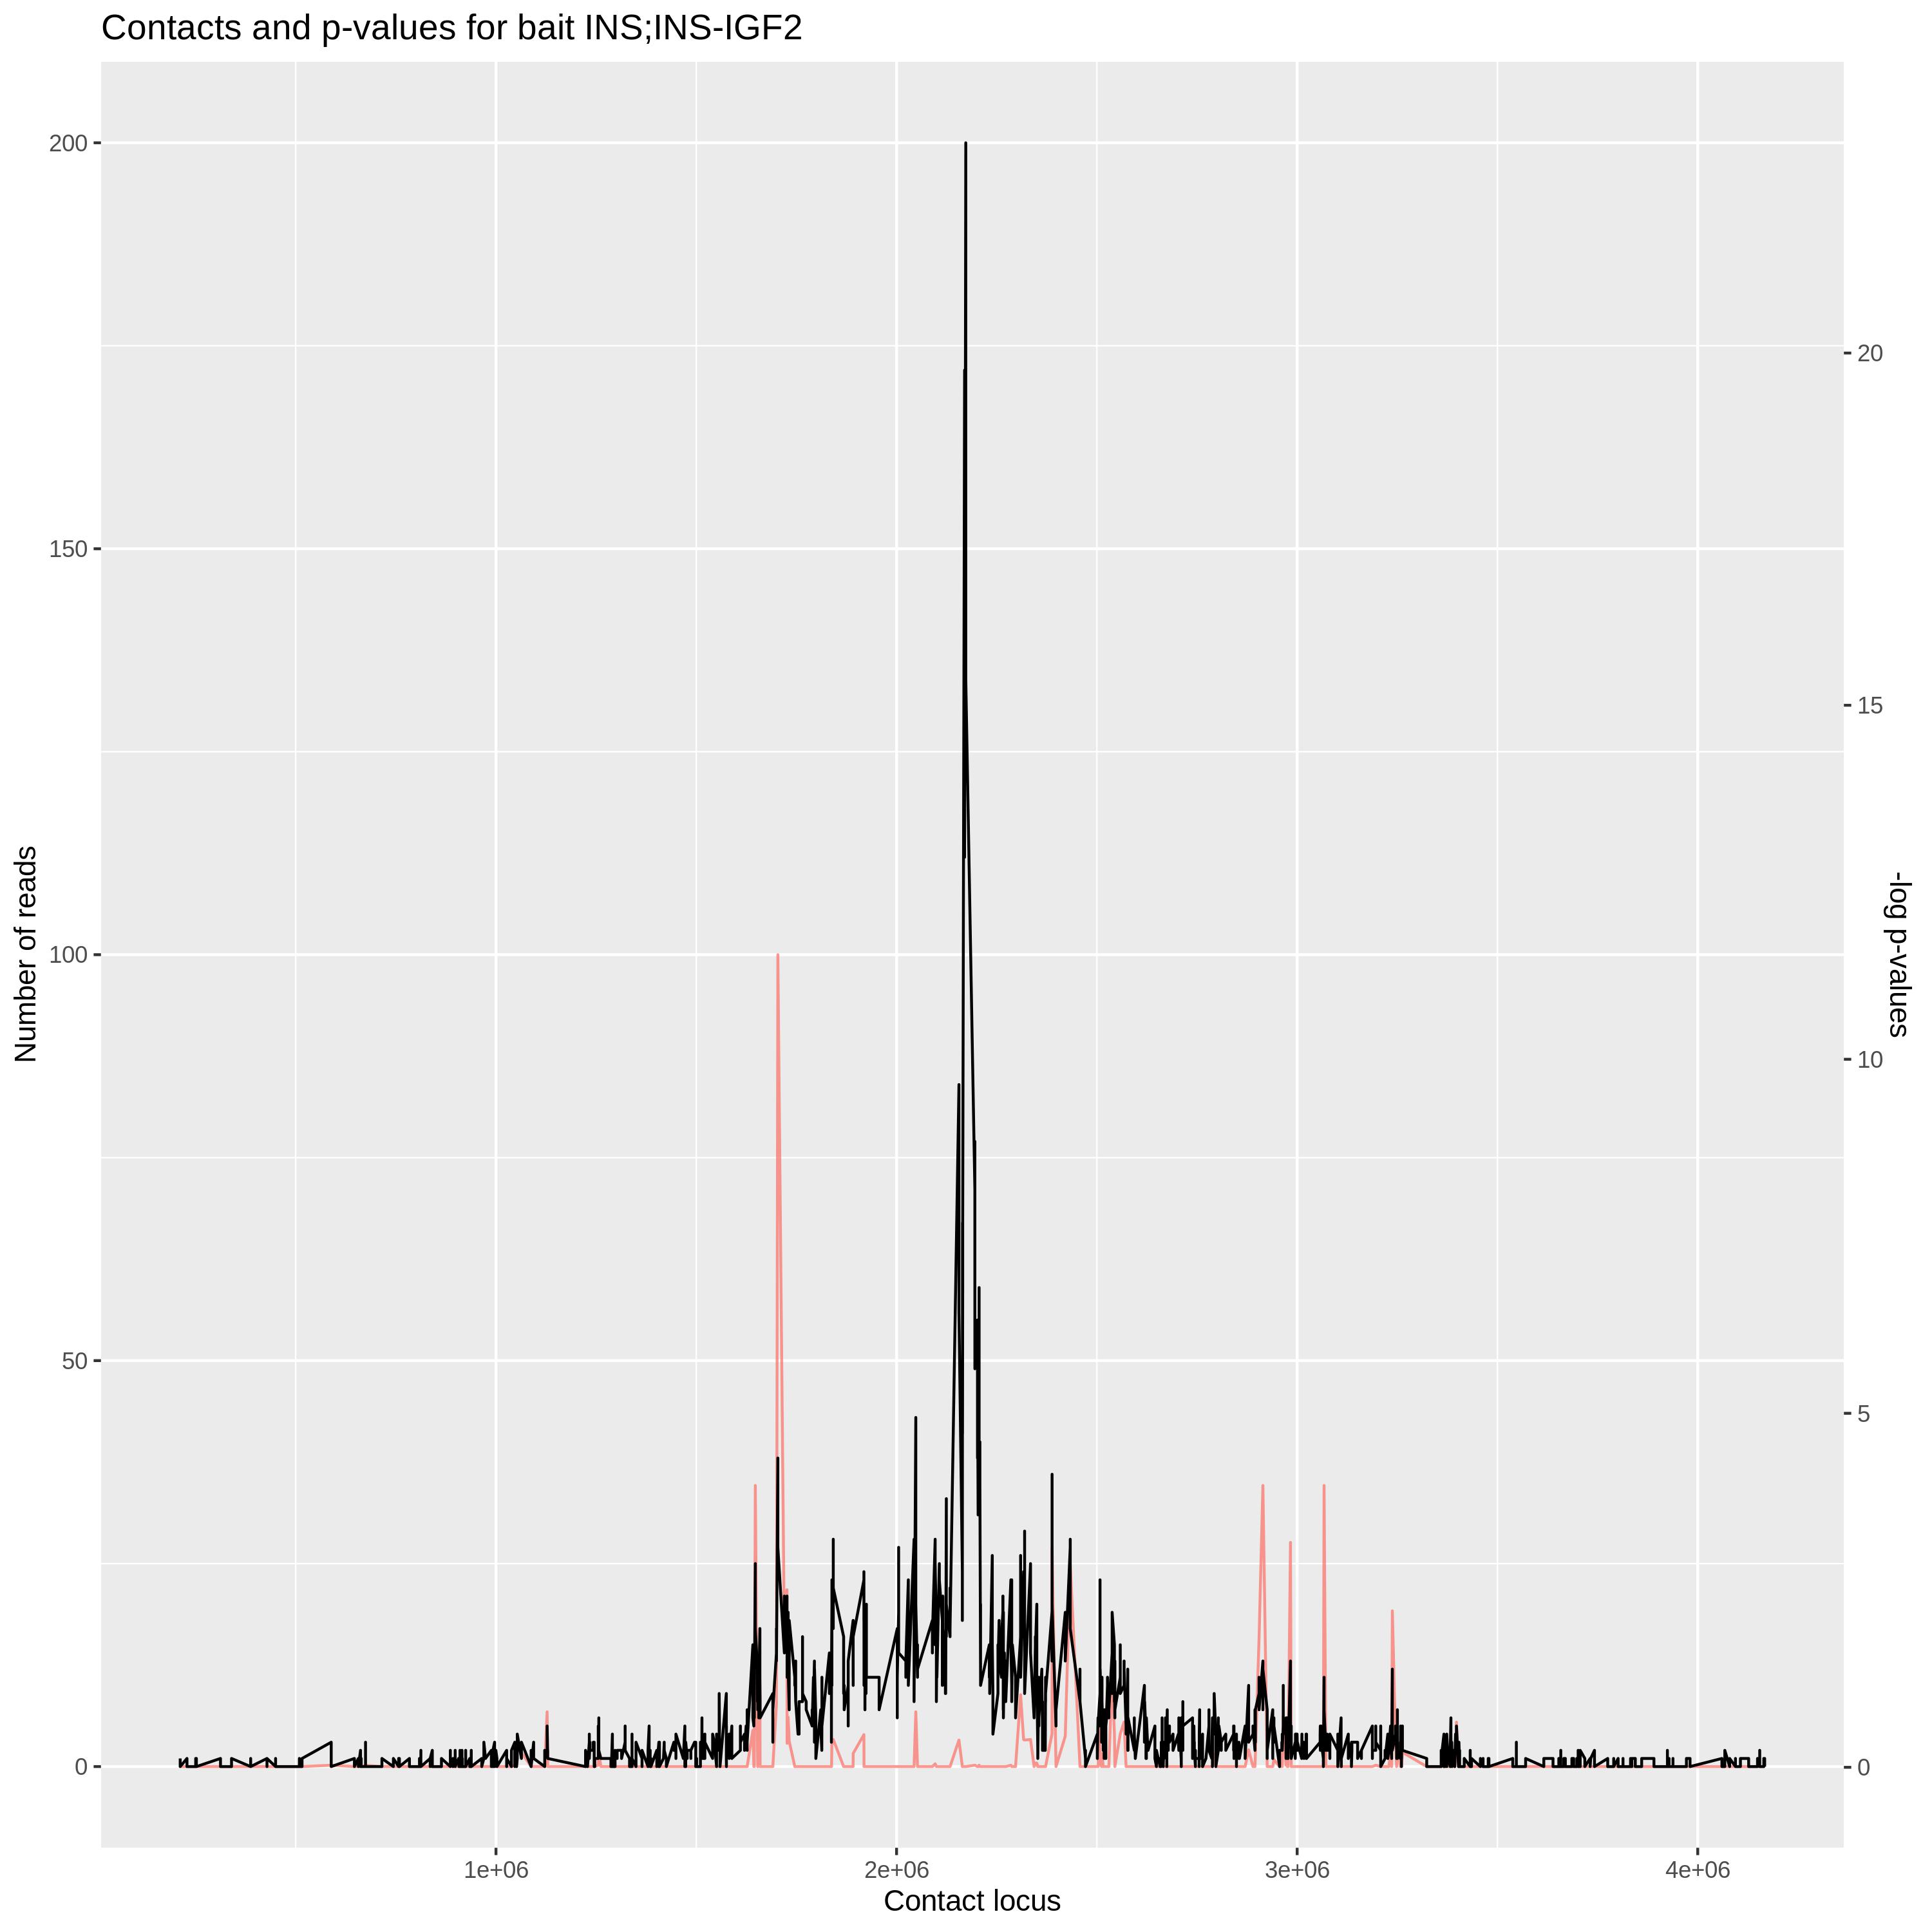 Contacts and p-values for bait INS;INS-IGF2
200
150
100
50
0
Number of reads
20
15
10
5
0
-log p-values
1e+06
2e+06
3e+06
4e+06
Contact locus